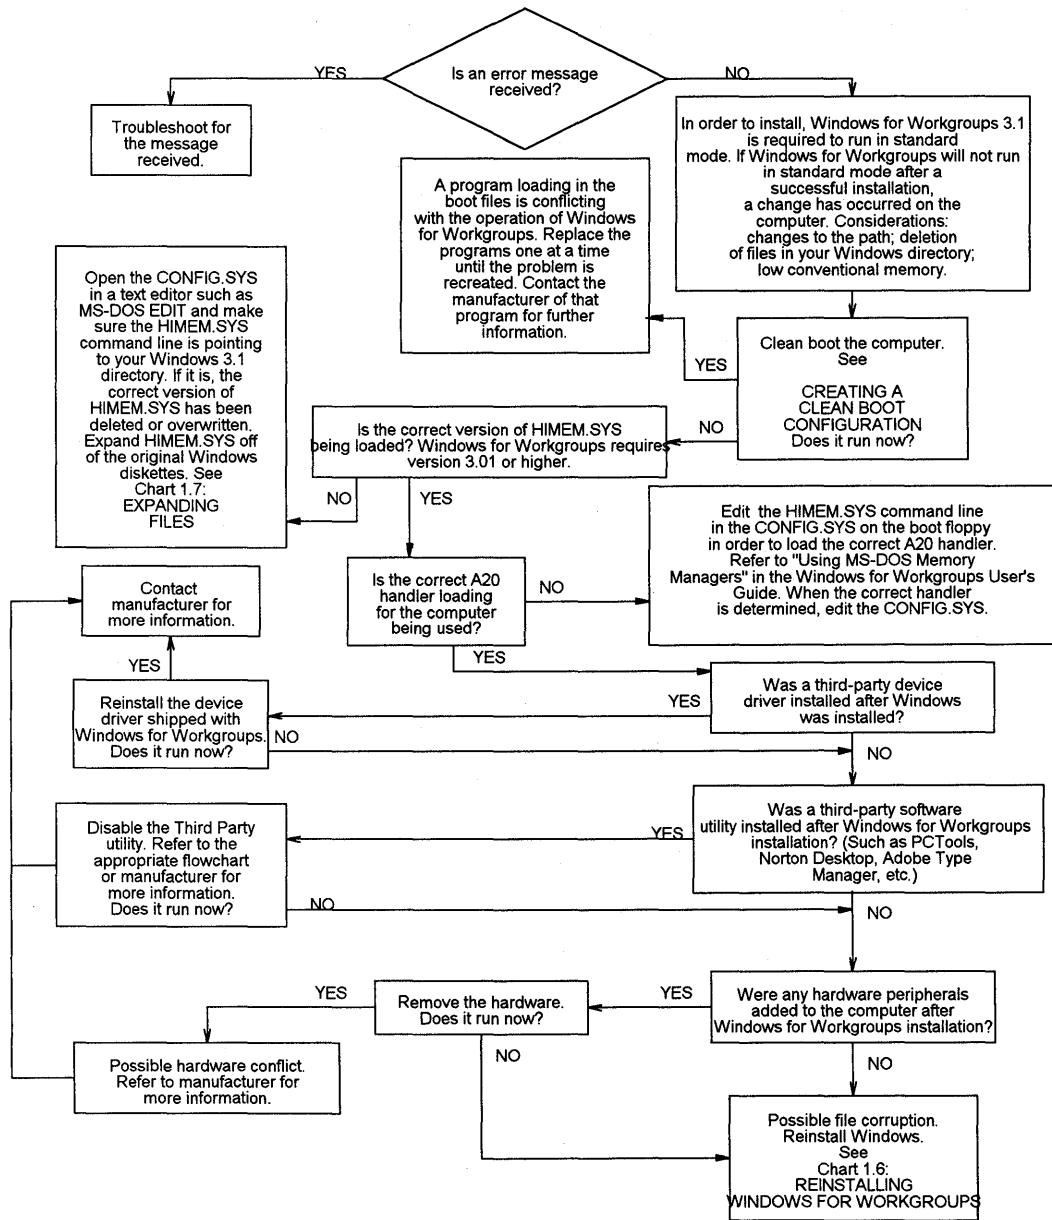 Is an error message
received?
YES
NO
Troubleshoot for
the message
received.
In order to install, Windows for Workgroups 3.1
is required to run in standard
mode. If Windows for Workgroups will not run
in standard mode after a
successful installation,
a change has occurred on the
computer. Considerations:
changes to the path; deletion
of files in your Windows directory;
low conventional memory.
A program loading in the
boot files is conflicting
with the operation of Windows
for Workgroups. Replace the
programs one at a time
until the problem is
recreated. Contact the
manufacturer of that
program for further
information.
Clean boot the computer.
See
CREATING A
CLEAN BOOT
CONFIGURATION
Does it run now?
YES
NO
Open the CONFIG.SYS
in a text editor such as
MS-DOS EDIT and make
sure the HIMEM.SYS
command line is pointing
to your Windows 3.1
directory. If it is, the
correct version of
HIMEM.SYS has been
deleted or overwritten.
Expand HIMEM.SYS off
of the original Windows
diskettes. See
Chart 1.7:
EXPANDING
FILES
Is the correct version of HIMEM.SYS
being loaded? Windows for Workgroups requires
version 3.01 or higher.
NO
YES
Is the correct A20
handler loading
for the computer
being used?
NO
YES
Edit the HIMEM.SYS command line
in the CONFIG.SYS on the boot floppy
in order to load the correct A20 handler.
Refer to "Using MS-DOS Memory
Managers" in the Windows for Workgroups User's
Guide. When the correct handler
is determined, edit the CONFIG.SYS.
Contact
manufacturer for
more information.
YES
Reinstall the device
driver shipped with
Windows for Workgroups.
Does it run now?
NO
YES
Was a third-party device
driver installed after Windows
was installed?
NO
Disable the Third Party
utility. Refer to the
appropriate flowchart
or manufacturer for
more information.
Does it run now?
NO
YES
Was a third-party software
utility installed after Windows for Workgroups
installation? (Such as PCTools,
Norton Desktop, Adobe Type
Manager, etc.)
NO
YES
Remove the hardware.
Does it run now?
YES
NO
Were any hardware peripherals
added to the computer after
Windows for Workgroups installation?
NO
Possible hardware conflict.
Refer to manufacturer for
more information.
Possible file corruption.
Reinstall Windows.
See
Chart 1.6:
REINSTALLING
WINDOWS FOR WORKGROUPS